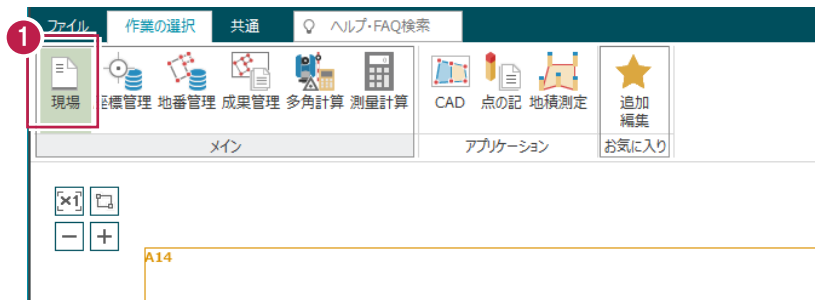 ファイル 作業の選択 共通 ヘルプ・FAQ検索
1
現場 座標管理 地番管理 成果管理 多角計算 測量計算 CAD 点の記 地積測定 追加
編集
メイン アプリケーション お気に入り
×1
A14